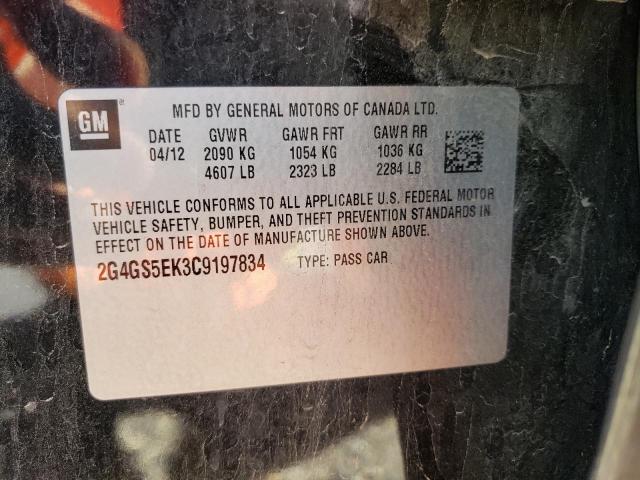 GM
MFD BY GENERAL MOTORS OF CANADA LTD.
DATE GVWR GAWR FRT GAWR RR
04/12 2090 KG 1054 KG 1036 KG
4607 LB 2323 LB 2284 LB
THIS VEHICLE CONFORMS TO ALL APPLICABLE U.S. FEDERAL MOTOR
VEHICLE SAFETY, BUMPER, AND THEFT PREVENTION STANDARDS IN
EFFECT ON THE DATE OF MANUFACTURE SHOWN ABOVE.
2G4GS5EK3C9197834 TYPE: PASS CAR